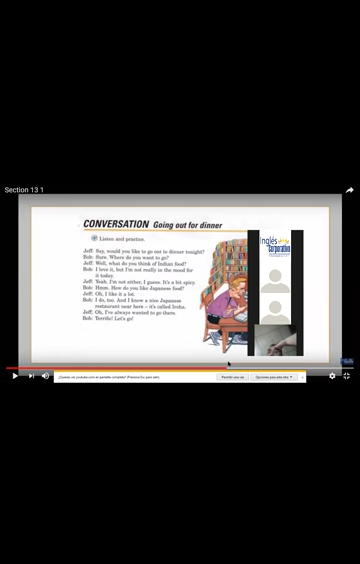 Section 13 1
CONVERSATION Going out for dinner
Listen and practice.
Jeff: Say, would you like to go out to dinner tonight?
Bob: Sure. Where do you want to go?
Jeff: Well, what do you think of Indian food?
Bob: I love it, but I'm not really in the mood for
it today.
Jeff: Yeah. I'm not either, I guess. It's a bit spicy.
Bob: Hmm. How do you like Japanese food?
Jeff: Oh, I like it a lot.
Bob: I do, too. And I know a nice Japanese
restaurant near here – it's called Iroha.
Jeff: Oh, I've always wanted to go there.
Bob: Terrific! Let's go!
Inglés
corporativo